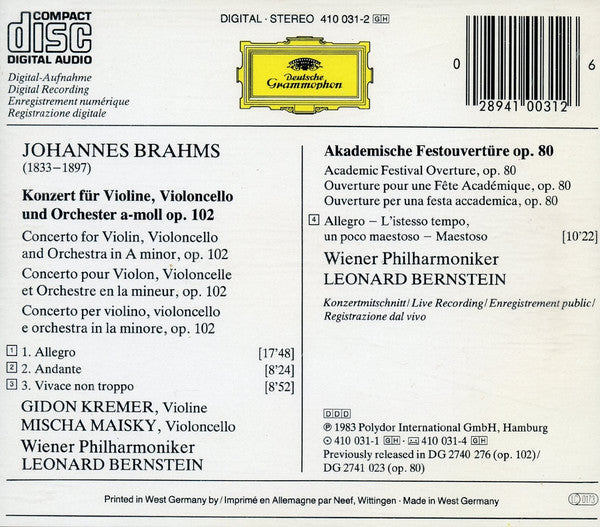 COMPACT
disc
DIGITAL AUDIO
DIGITAL · STEREO 410 031-2 GH
Deutsche
Grammophon
0
28941 00312
6
Digital-Aufnahme
Digital Recording
Enregistrement numérique
Registrazione digitale
JOHANNES BRAHMS
(1833–1897)
Konzert für Violine, Violoncello
und Orchester a-moll op. 102
Concerto for Violin, Violoncello
and Orchestra in A minor, op. 102
Concerto pour Violon, Violoncelle
et Orchestre en la mineur, op. 102
Concerto per violino, violoncello
e orchestra in la minore, op. 102
1 1. Allegro [17'48]
2 2. Andante [8'24]
3 3. Vivace non troppo [8'52]
GIDON KREMER, Violine
MISCHA MAISKY, Violoncello
Wiener Philharmoniker
LEONARD BERNSTEIN
Akademische Festouvertüre op. 80
Academic Festival Overture, op. 80
Ouverture pour une Fête Académique, op. 80
Ouverture per una festa accademica, op. 80
4 Allegro – L'istesso tempo,
un poco maestoso – Maestoso [10'22]
Wiener Philharmoniker
LEONARD BERNSTEIN
Konzertmitschnitt/Live Recording/Enregistrement public/
Registrazione dal vivo
DDD
℗ 1983 Polydor International GmbH, Hamburg
410 031-1 GH · 410 031-4 GH
Previously released in DG 2740 276 (op. 102)/
DG 2741 023 (op. 80)
Printed in West Germany by/Imprimé en Allemagne par Neef, Wittingen · Made in West Germany
0173